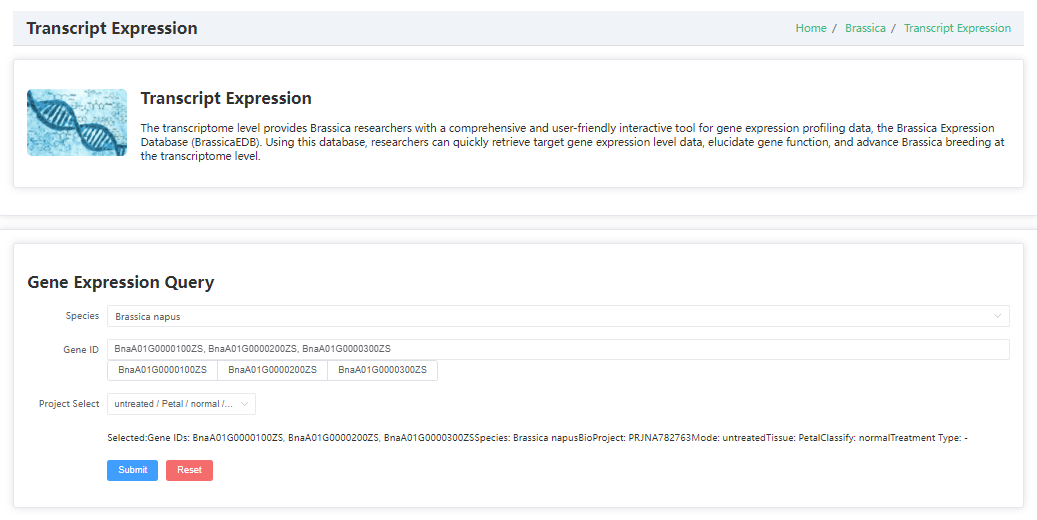 Transcript Expression
Home / Brassica / Transcript Expression
Transcript Expression
The transcriptome level provides Brassica researchers with a comprehensive and user-friendly interactive tool for gene expression profiling data, the Brassica Expression
Database (BrassicaEDB). Using this database, researchers can quickly retrieve target gene expression level data, elucidate gene function, and advance Brassica breeding at
the transcriptome level.
Gene Expression Query
Species Brassica napus
Gene ID BnaA01G0000100ZS, BnaA01G0000200ZS, BnaA01G0000300ZS
BnaA01G0000100ZS BnaA01G0000200ZS BnaA01G0000300ZS
Project Select untreated / Petal / normal /...
Selected:Gene IDs: BnaA01G0000100ZS, BnaA01G0000200ZS, BnaA01G0000300ZSSpecies: Brassica napusBioProject: PRJNA782763Mode: untreatedTissue: PetalClassify: normalTreatment Type: -
Submit Reset